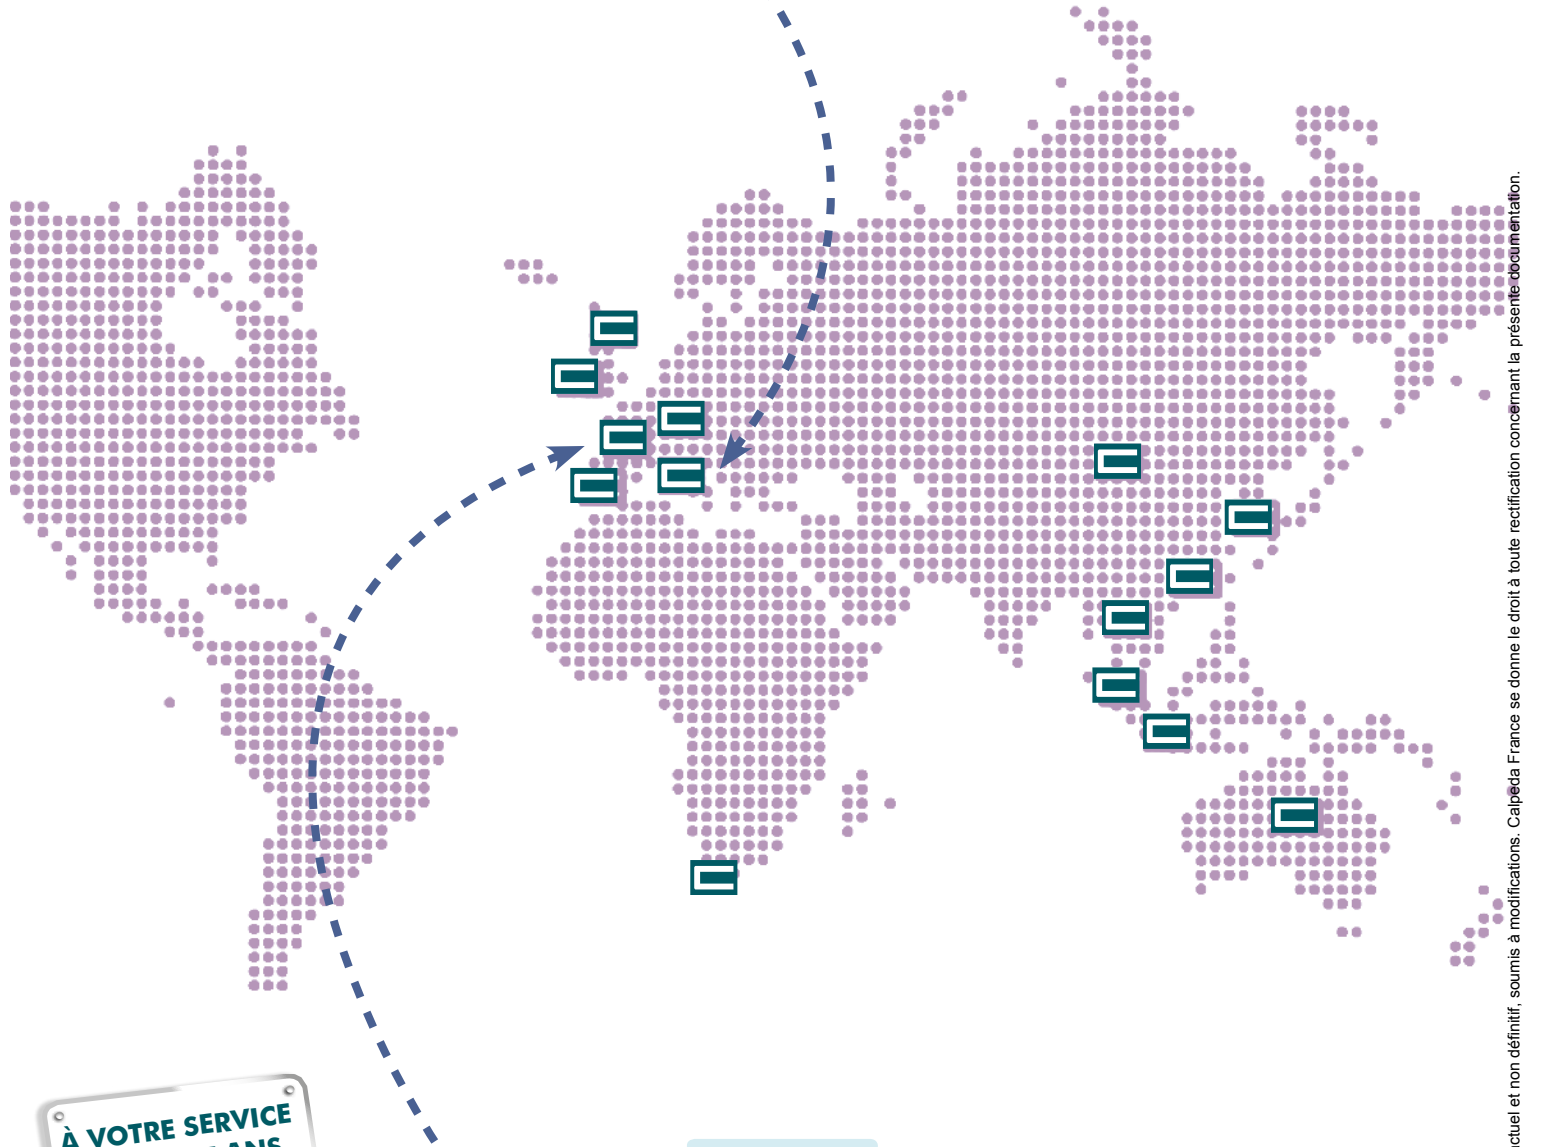 À VOTRE SERVICE
ANS
et non définitif, soumis à modifications. Calpeda France se donne le droit à toute rectification concernant la présente documentation.